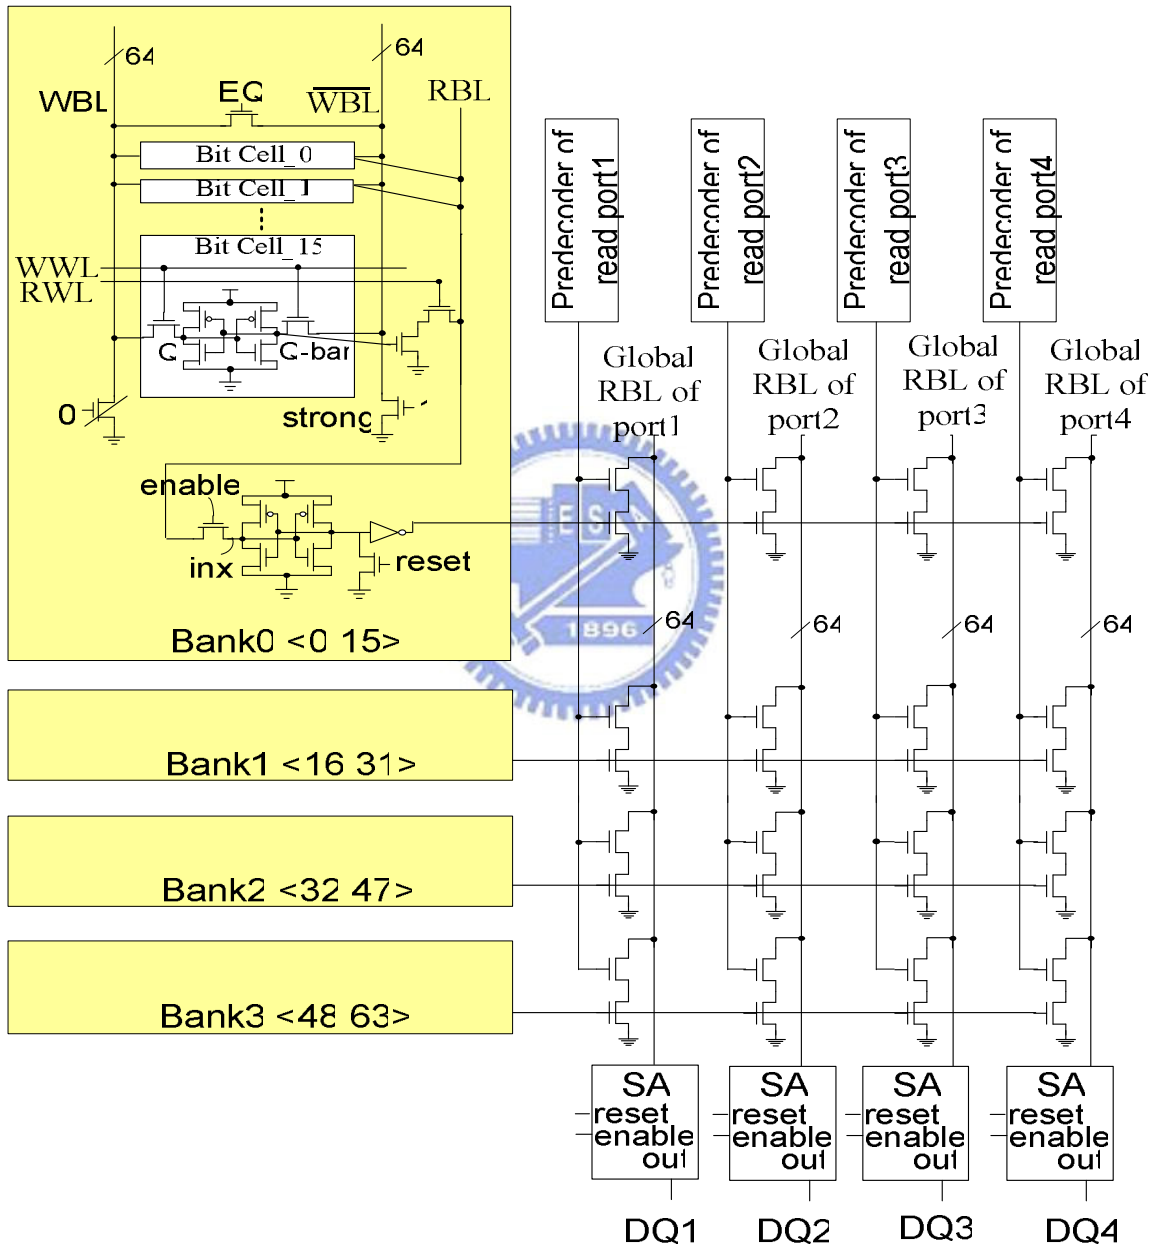 64
64
WBL
EQ
WBL
RBL
Bit Cell_0
Bit Cell_1
Bit Cell_15
WWL
RWL
Q
Q-bar
0
strong
enable
inx
reset
Bank0 <0 15>
Bank1 <16 31>
Bank2 <32 47>
Bank3 <48 63>
Predecoder of
read port1
Predecoder of
read port2
Predecoder of
read port3
Predecoder of
read port4
Global
RBL of
port1
Global
RBL of
port2
Global
RBL of
port3
Global
RBL of
port4
E S
1896
64
64
64
64
SA
reset
enable
out
SA
reset
enable
out
SA
reset
enable
out
SA
reset
enable
out
DQ1
DQ2
DQ3
DQ4